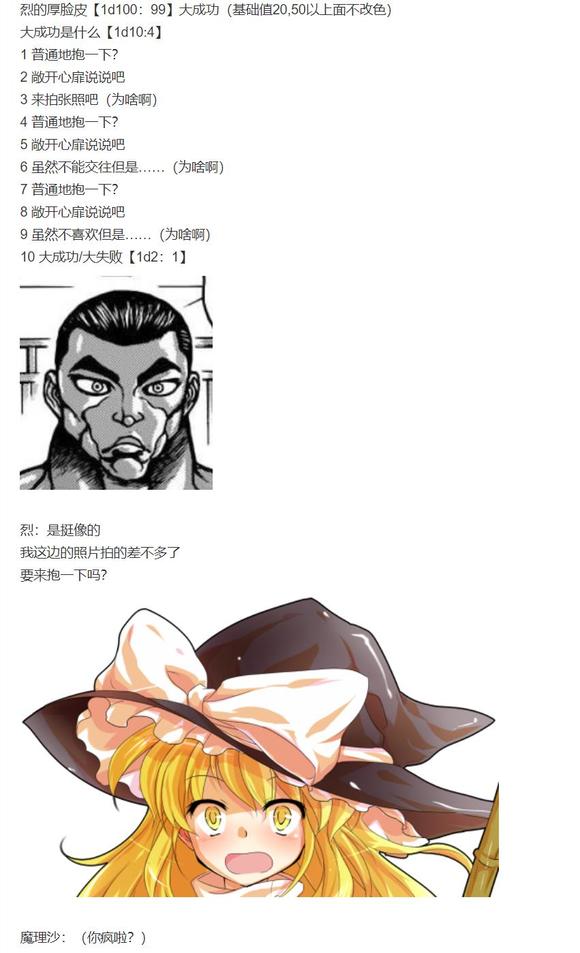 烈的厚脸皮【1d100：99】大成功（基础值20,50以上面不改色）
大成功是什么【1d10:4】
1 普通地抱一下？
2 敞开心扉说说吧
3 来拍张照吧（为啥啊）
4 普通地抱一下？
5 敞开心扉说说吧
6 虽然不能交往但是……（为啥啊）
7 普通地抱一下？
8 敞开心扉说说吧
9 虽然不喜欢但是……（为啥啊）
10 大成功/大失败【1d2：1】
烈：是挺像的
我这边的照片拍的差不多了
要来抱一下吗？
魔理沙：（你疯啦？）